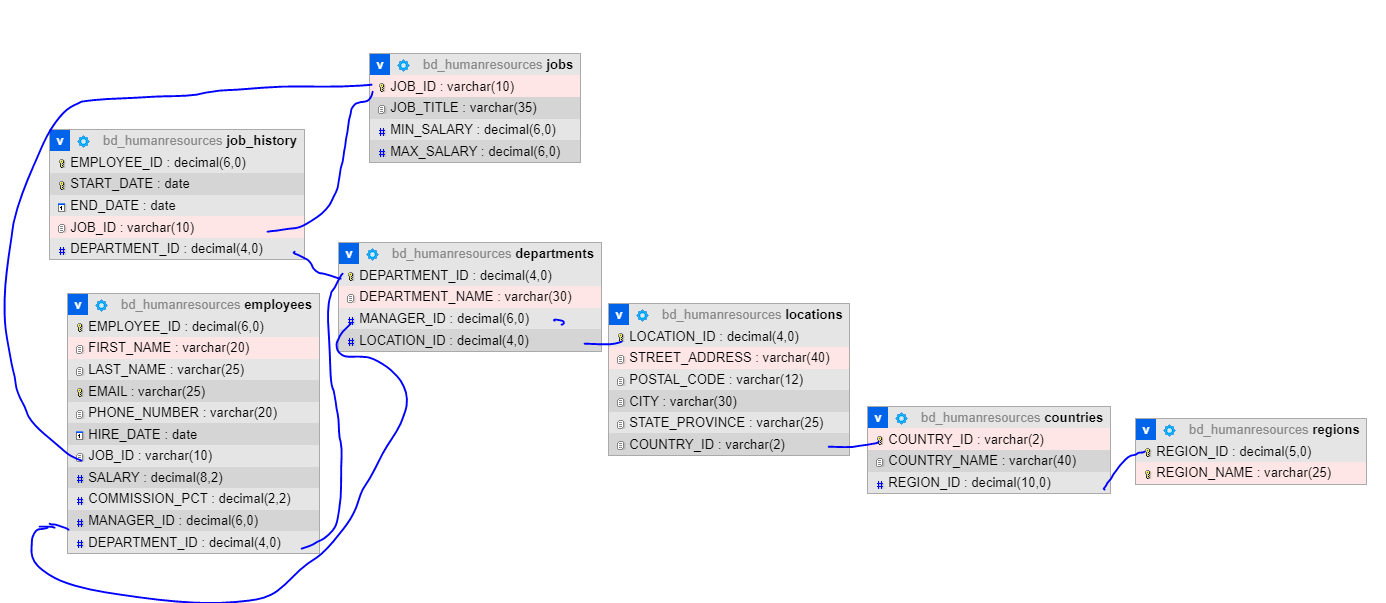 v bd_humanresources jobs
JOB_ID : varchar(10)
JOB_TITLE : varchar(35)
# MIN_SALARY : decimal(6,0)
# MAX_SALARY : decimal(6,0)
v bd_humanresources job_history
EMPLOYEE_ID : decimal(6,0)
START_DATE : date
END_DATE : date
JOB_ID : varchar(10)
# DEPARTMENT_ID : decimal(4,0)
v bd_humanresources departments
DEPARTMENT_ID : decimal(4,0)
DEPARTMENT_NAME : varchar(30)
# MANAGER_ID : decimal(6,0)
# LOCATION_ID : decimal(4,0)
v bd_humanresources employees
EMPLOYEE_ID : decimal(6,0)
FIRST_NAME : varchar(20)
LAST_NAME : varchar(25)
EMAIL : varchar(25)
PHONE_NUMBER : varchar(20)
HIRE_DATE : date
JOB_ID : varchar(10)
# SALARY : decimal(8,2)
# COMMISSION_PCT : decimal(2,2)
# MANAGER_ID : decimal(6,0)
# DEPARTMENT_ID : decimal(4,0)
v bd_humanresources locations
LOCATION_ID : decimal(4,0)
STREET_ADDRESS : varchar(40)
POSTAL_CODE : varchar(12)
CITY : varchar(30)
STATE_PROVINCE : varchar(25)
COUNTRY_ID : varchar(2)
v bd_humanresources countries
COUNTRY_ID : varchar(2)
COUNTRY_NAME : varchar(40)
# REGION_ID : decimal(10,0)
v bd_humanresources regions
REGION_ID : decimal(5,0)
REGION_NAME : varchar(25)